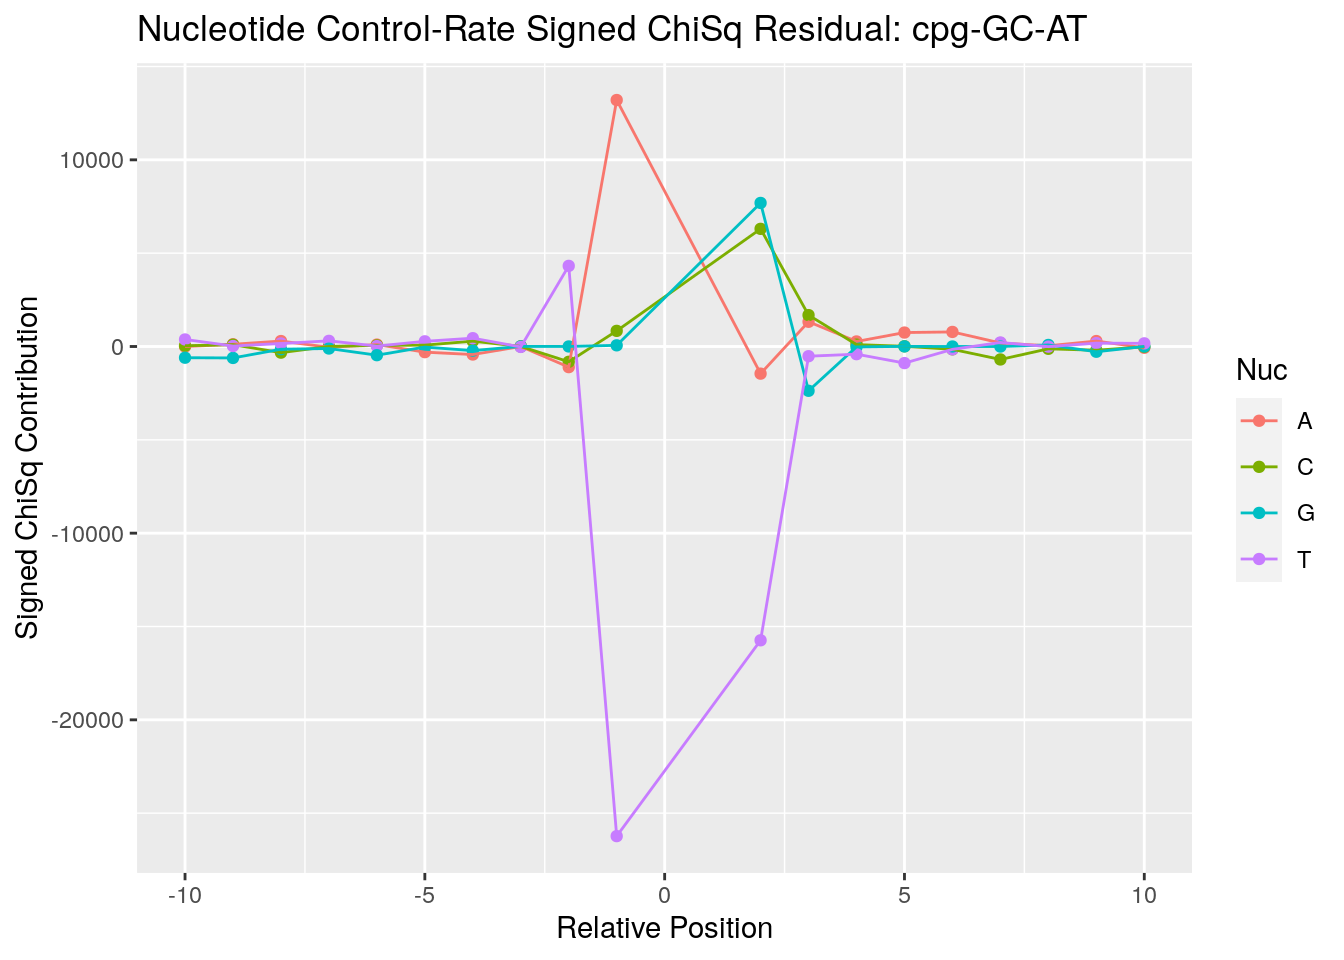 Nucleotide Control-Rate Signed ChiSq Residual: cpg-GC-AT
Signed ChiSq Contribution
10000
0
-10000
-20000
-10
-5
0
5
10
Relative Position
Nuc
A
C
G
T